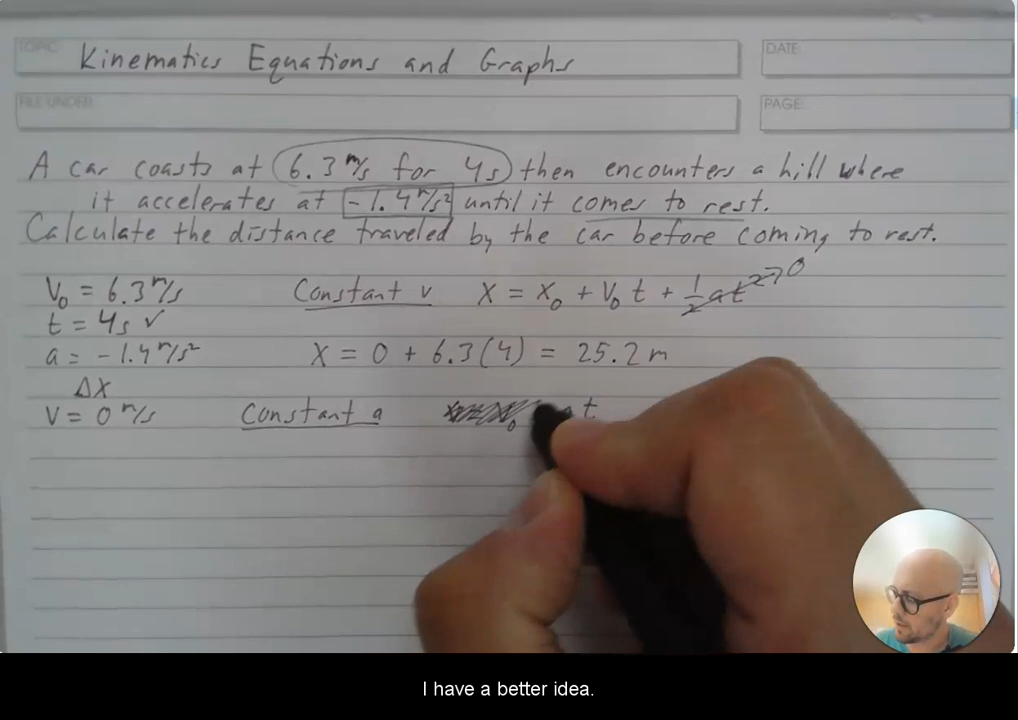 TOPIC: Kinematics Equations and Graphs
DATE:
FILE UNDER:
PAGE:
A car coasts at 6.3 m/s for 4s then encounters a hill where
it accelerates at -1.4 m/s² until it comes to rest.
Calculate the distance traveled by the car before coming to rest.
V₀ = 6.3 m/s Constant v X = X₀ + V₀ t + ½ at² → 0
t = 4s ✓
a = -1.4 m/s² X = 0 + 6.3(4) = 25.2 m
ΔX
V = 0 m/s Constant a t
I have a better idea.